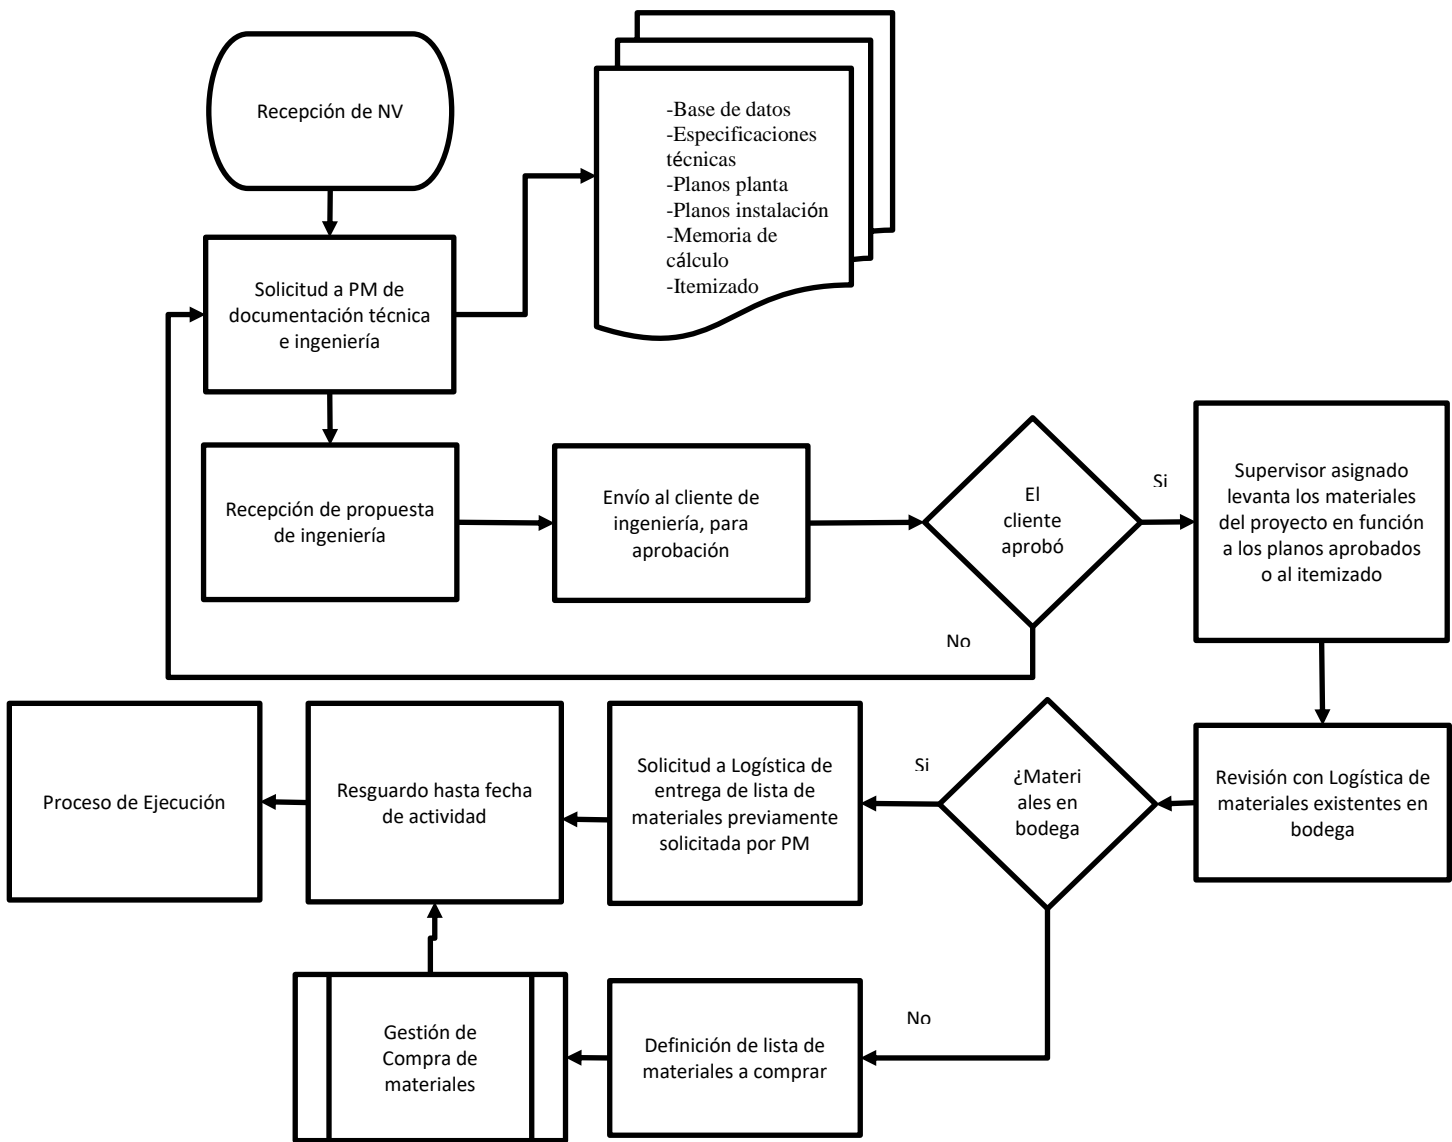 Recepción de NV
-Base de datos
-Especificaciones
técnicas
-Planos planta
-Planos instalación
-Memoria de
cálculo
-Itemizado
Solicitud a PM de
documentación técnica
e ingeniería
Recepción de propuesta
de ingeniería
Envío al cliente de
ingeniería, para
aprobación
El
cliente
aprobó
Si
No
Supervisor asignado
levanta los materiales
del proyecto en función
a los planos aprobados
o al itemizado
Revisión con Logística de
materiales existentes en
bodega
¿Materi
ales en
bodega
Si
No
Solicitud a Logística de
entrega de lista de
materiales previamente
solicitada por PM
Resguardo hasta fecha
de actividad
Proceso de Ejecución
Definición de lista de
materiales a comprar
Gestión de
Compra de
materiales